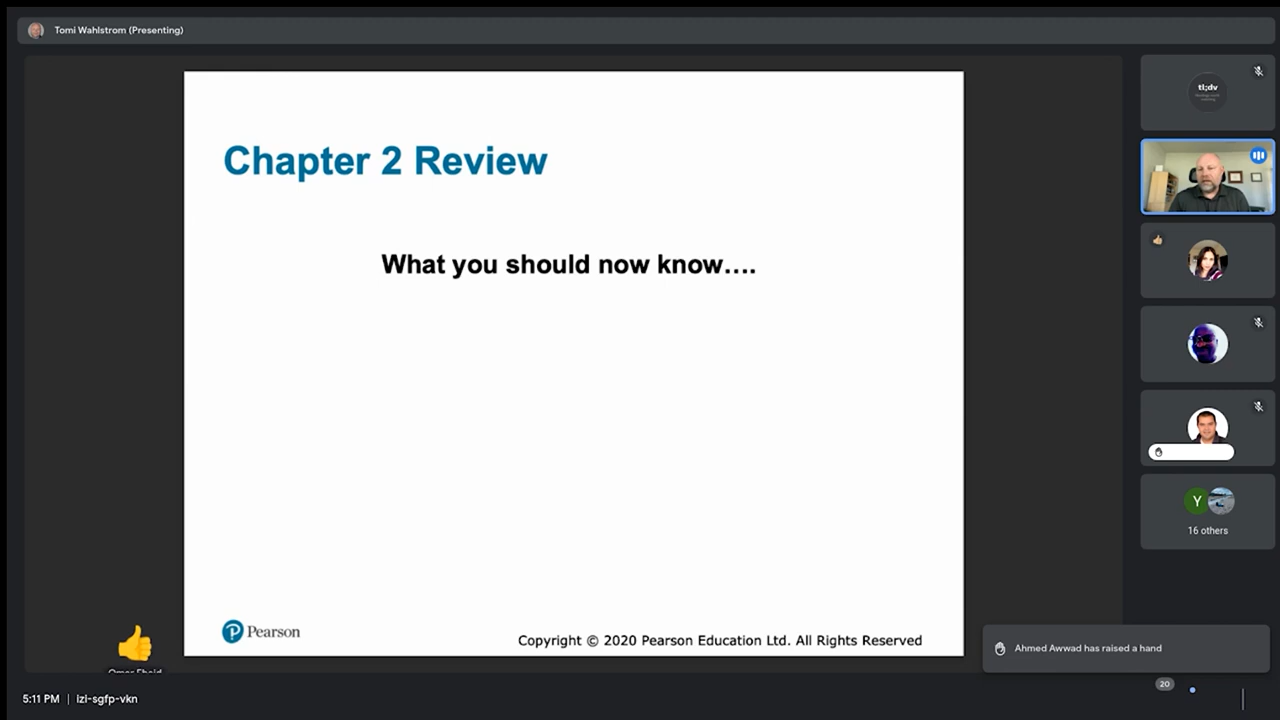 Tomi Wahlstrom (Presenting)
tl;dv
Chapter 2 Review
What you should now know....
16 others
Y
Pearson
Copyright © 2020 Pearson Education Ltd. All Rights Reserved
Ahmed Awwad has raised a hand
5:11 PM | izi-sgfp-vkn
20